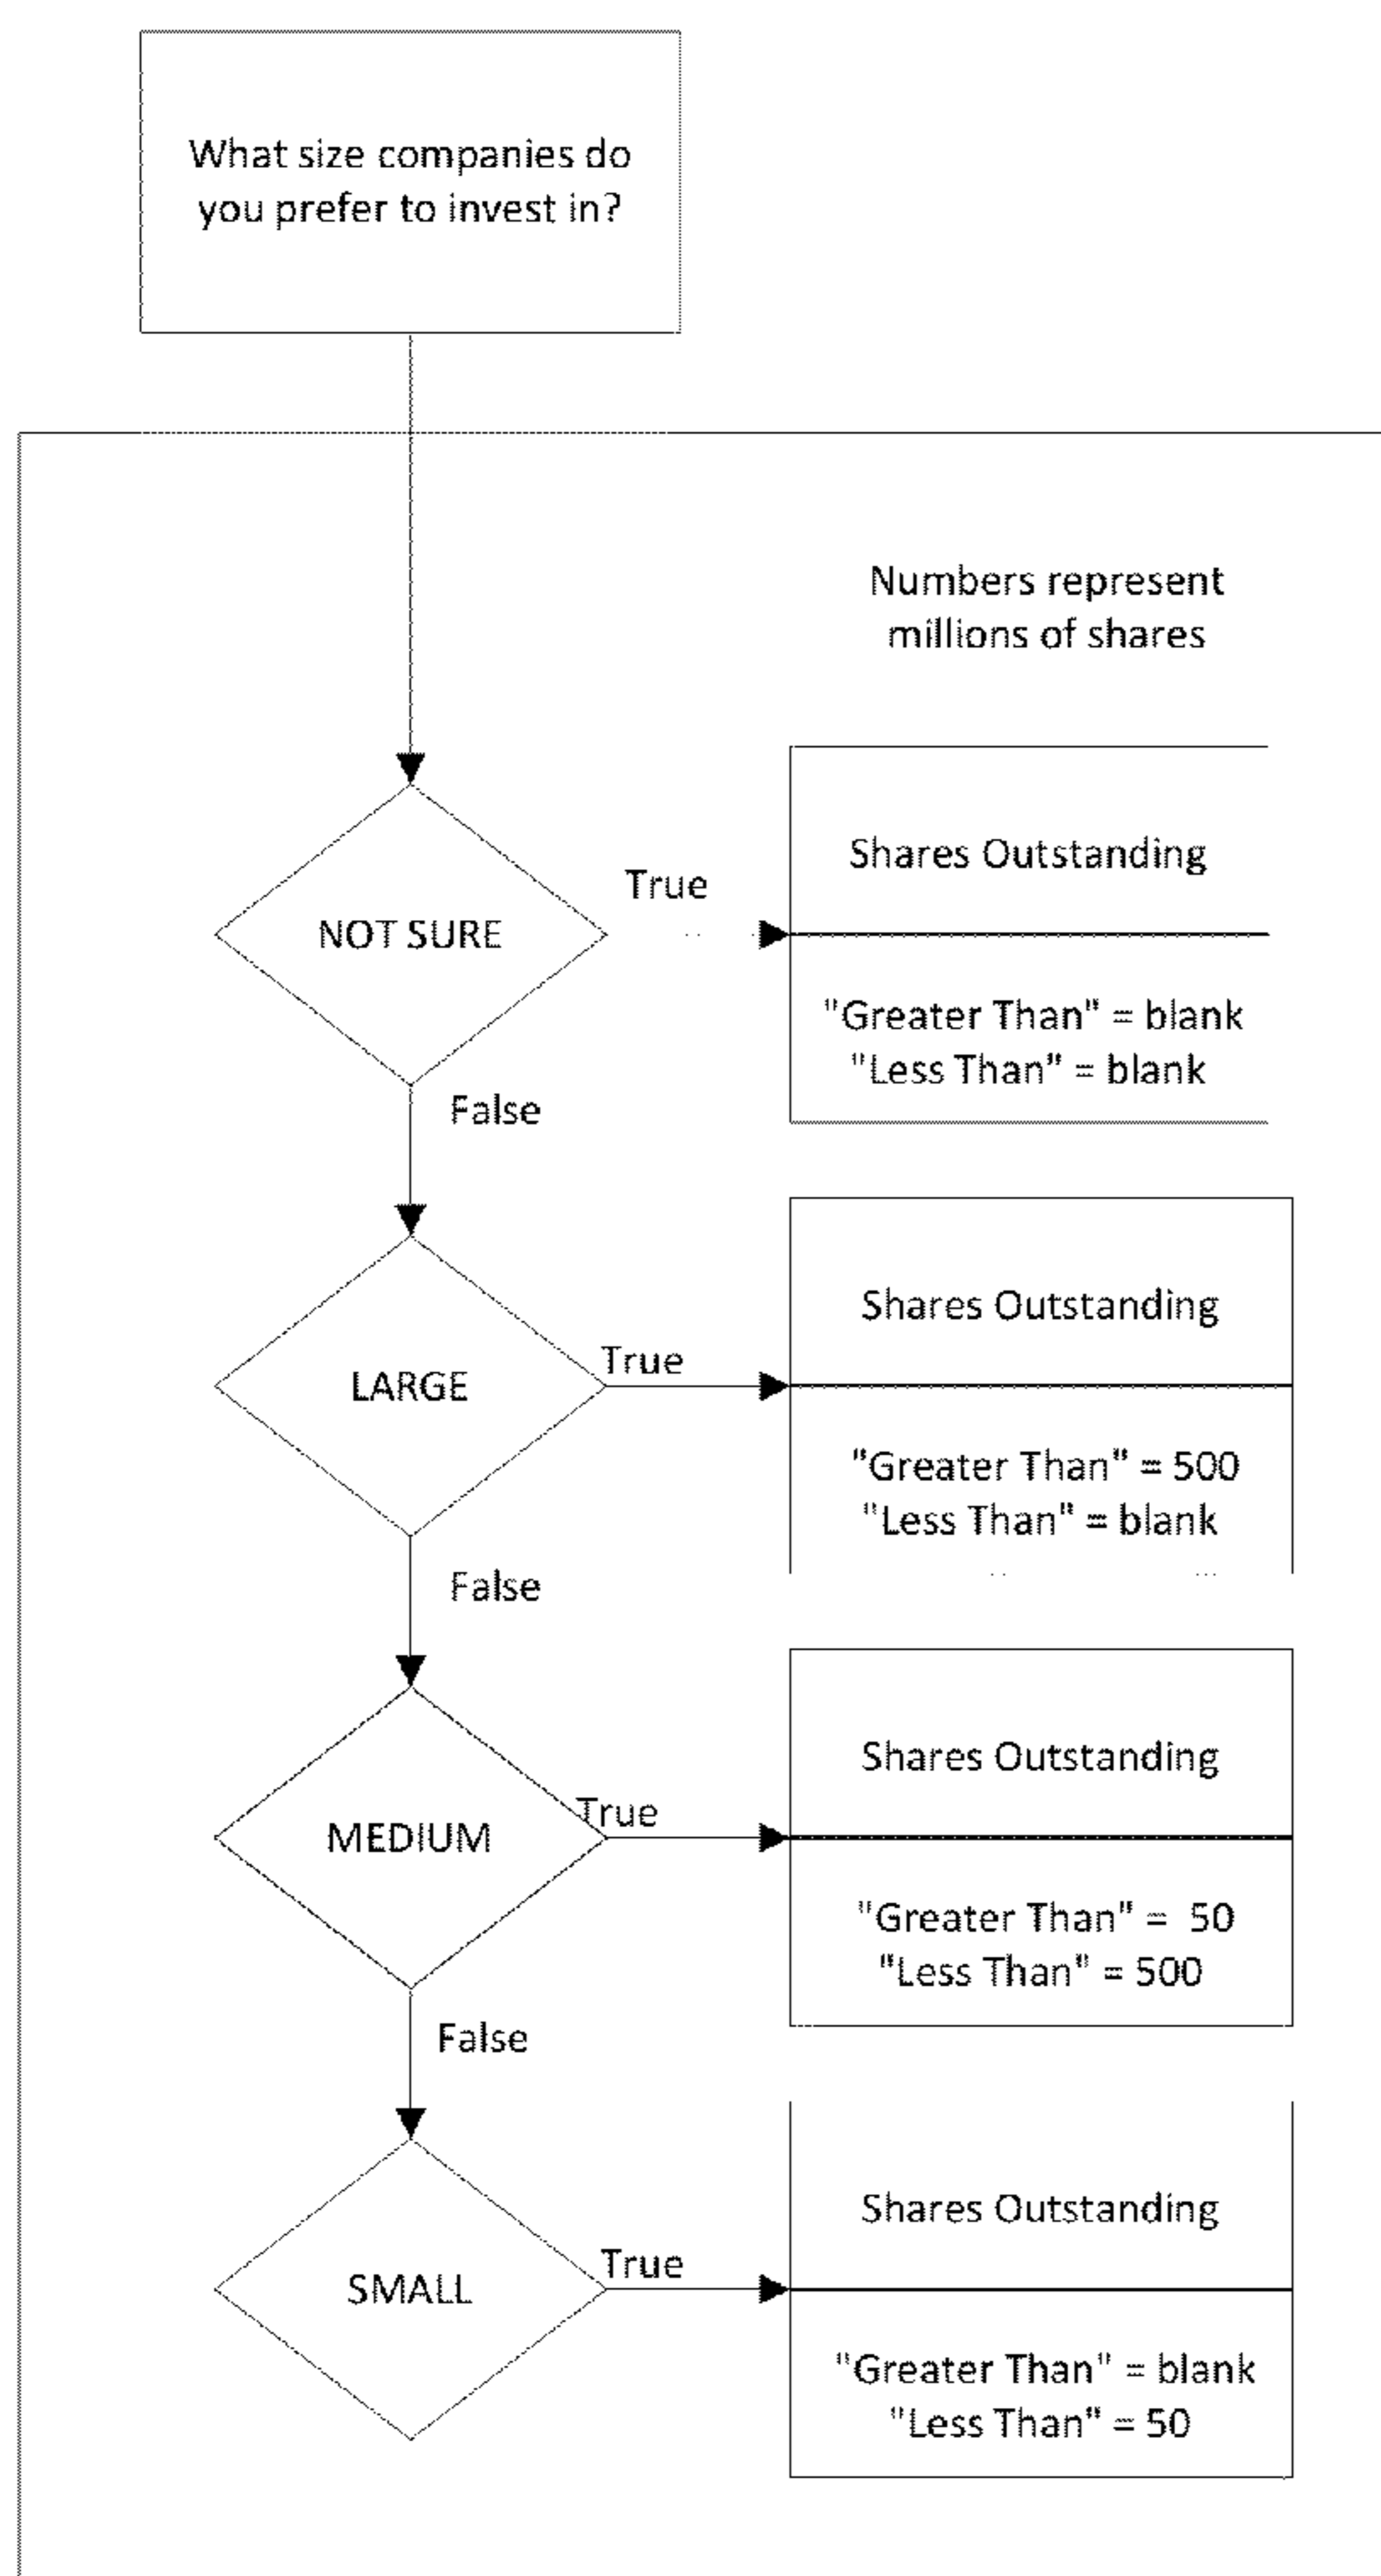 What size companies do
you prefer to invest in?
Numbers represent
millions of shares
NOT SURE
True
Shares Outstanding
"Greater Than" = blank
"Less Than" = blank
False
LARGE
True
Shares Outstanding
"Greater Than" = 500
"Less Than" = blank
False
MEDIUM
True
Shares Outstanding
"Greater Than" = 50
"Less Than" = 500
False
SMALL
True
Shares Outstanding
"Greater Than" = blank
"Less Than" = 50